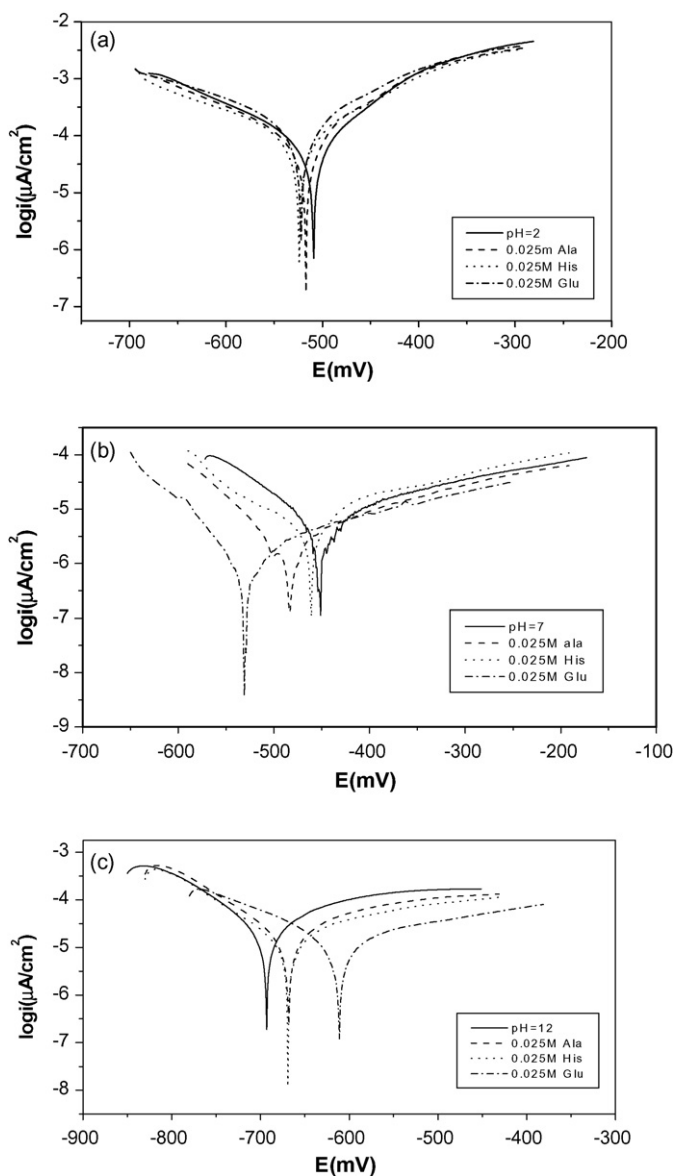 (a)
-2
-3
-4
-5
-6
-7
logi(μA/cm²)
pH=2
0.025m Ala
0.025M His
0.025M Glu
-700 -600 -500 -400 -300 -200
E(mV)
(b)
-4
-5
-6
-7
-8
-9
logi(μA/cm²)
pH=7
0.025M ala
0.025M His
0.025M Glu
-700 -600 -500 -400 -300 -200 -100
E(mV)
(c)
-3
-4
-5
-6
-7
-8
logi(μA/cm²)
pH=12
0.025M Ala
0.025M His
0.025M Glu
-900 -800 -700 -600 -500 -400 -300
E(mV)